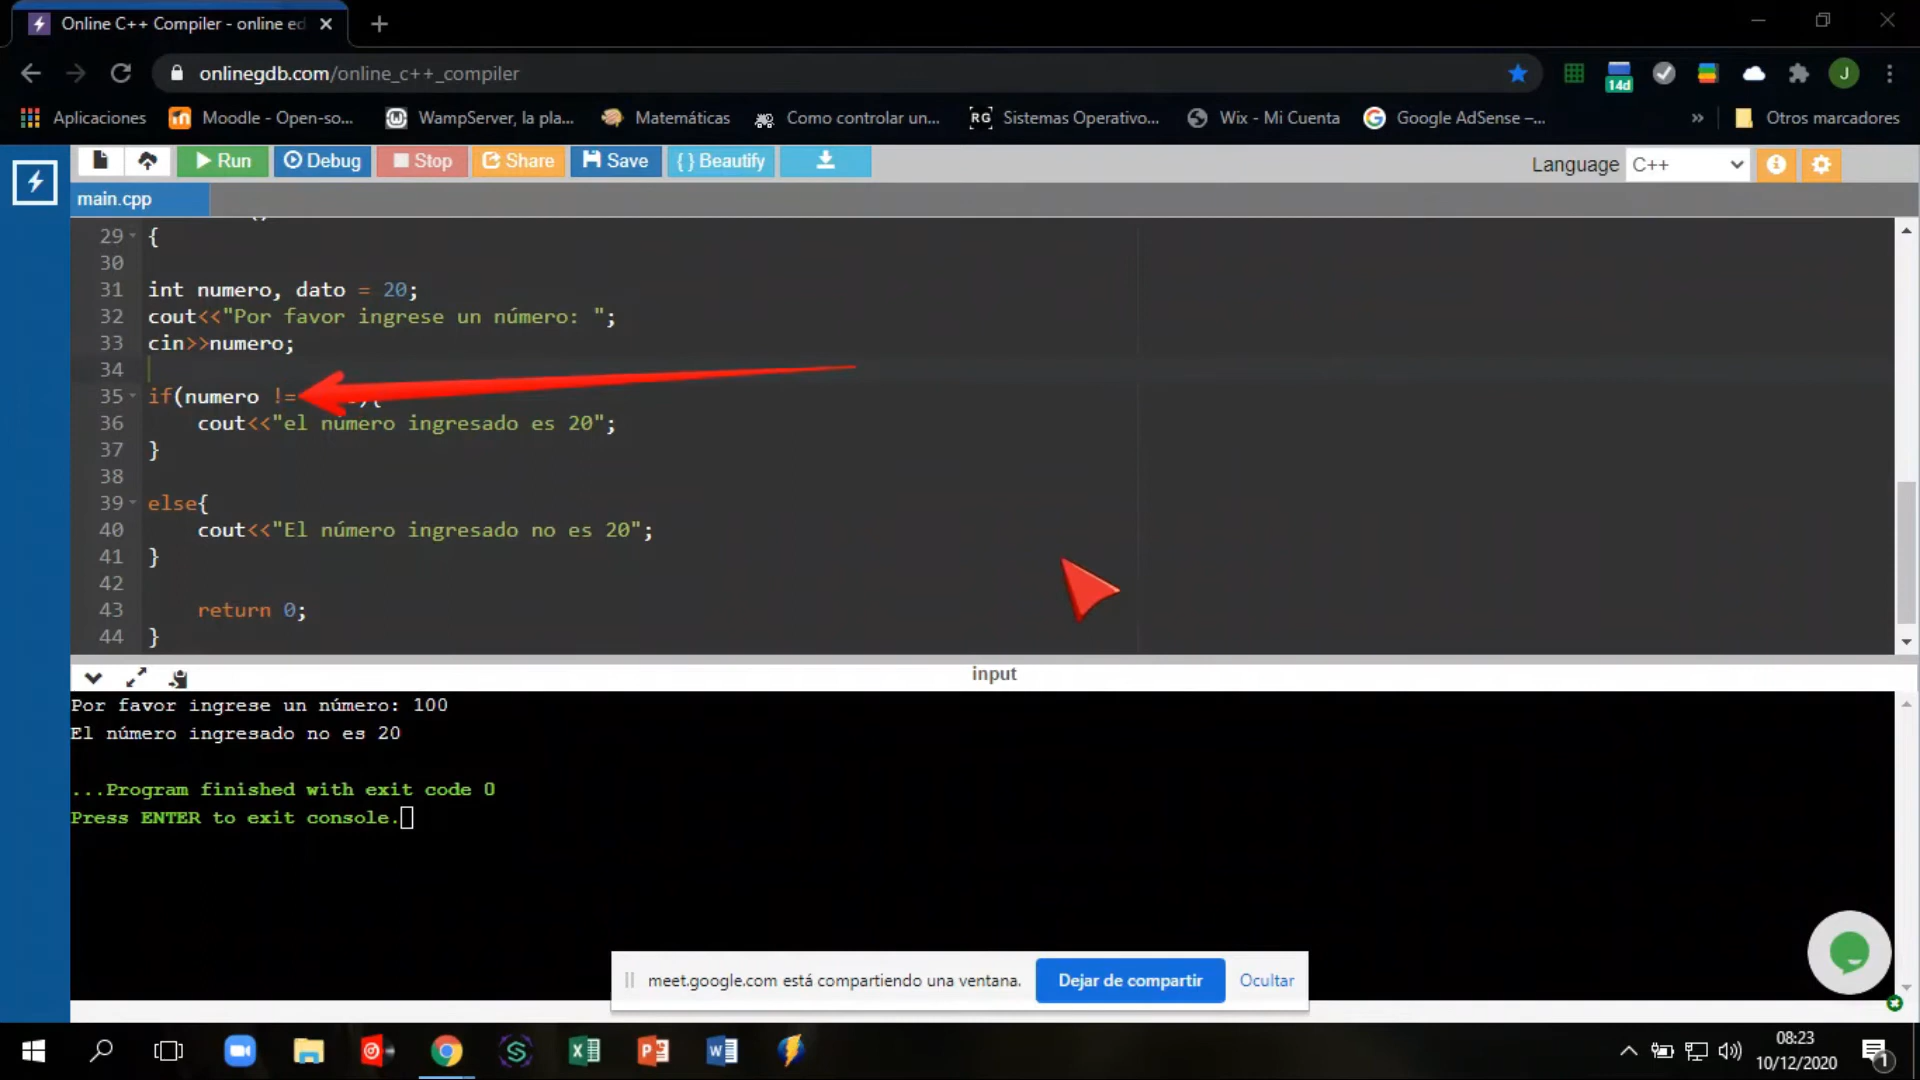 Online C++ Compiler - online ed
onlinegdb.com/online_c++_compiler
14d
J
Aplicaciones
Moodle - Open-so...
WampServer, la pla...
Matemáticas
Como controlar un...
RG
Sistemas Operativo...
Wix - Mi Cuenta
Google AdSense –...
»
Otros marcadores
Run
Debug
Stop
Share
Save
{ } Beautify
Language
C++
main.cpp
29 {
30
31 int numero, dato = 20;
32 cout<<"Por favor ingrese un número: ";
33 cin>>numero;
34
35 if(numero != ){
36 cout<<"el número ingresado es 20";
37 }
38
39 else{
40 cout<<"El número ingresado no es 20";
41 }
42
43 return 0;
44 }
input
Por favor ingrese un número: 100
El número ingresado no es 20
...Program finished with exit code 0
Press ENTER to exit console.
meet.google.com está compartiendo una ventana.
Dejar de compartir
Ocultar
08:23
10/12/2020
1